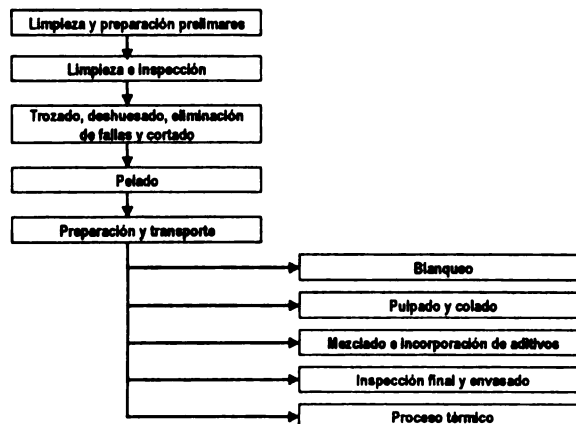 Limpieza y preparación prelimares
Limpieza e inspección
Trozado, deshuesado, eliminación
de fallas y cortado
Pelado
Preparación y transporte
Blanqueo
Pulpado y colado
Mezclado e incorporación de aditivos
Inspección final y envasado
Proceso térmico